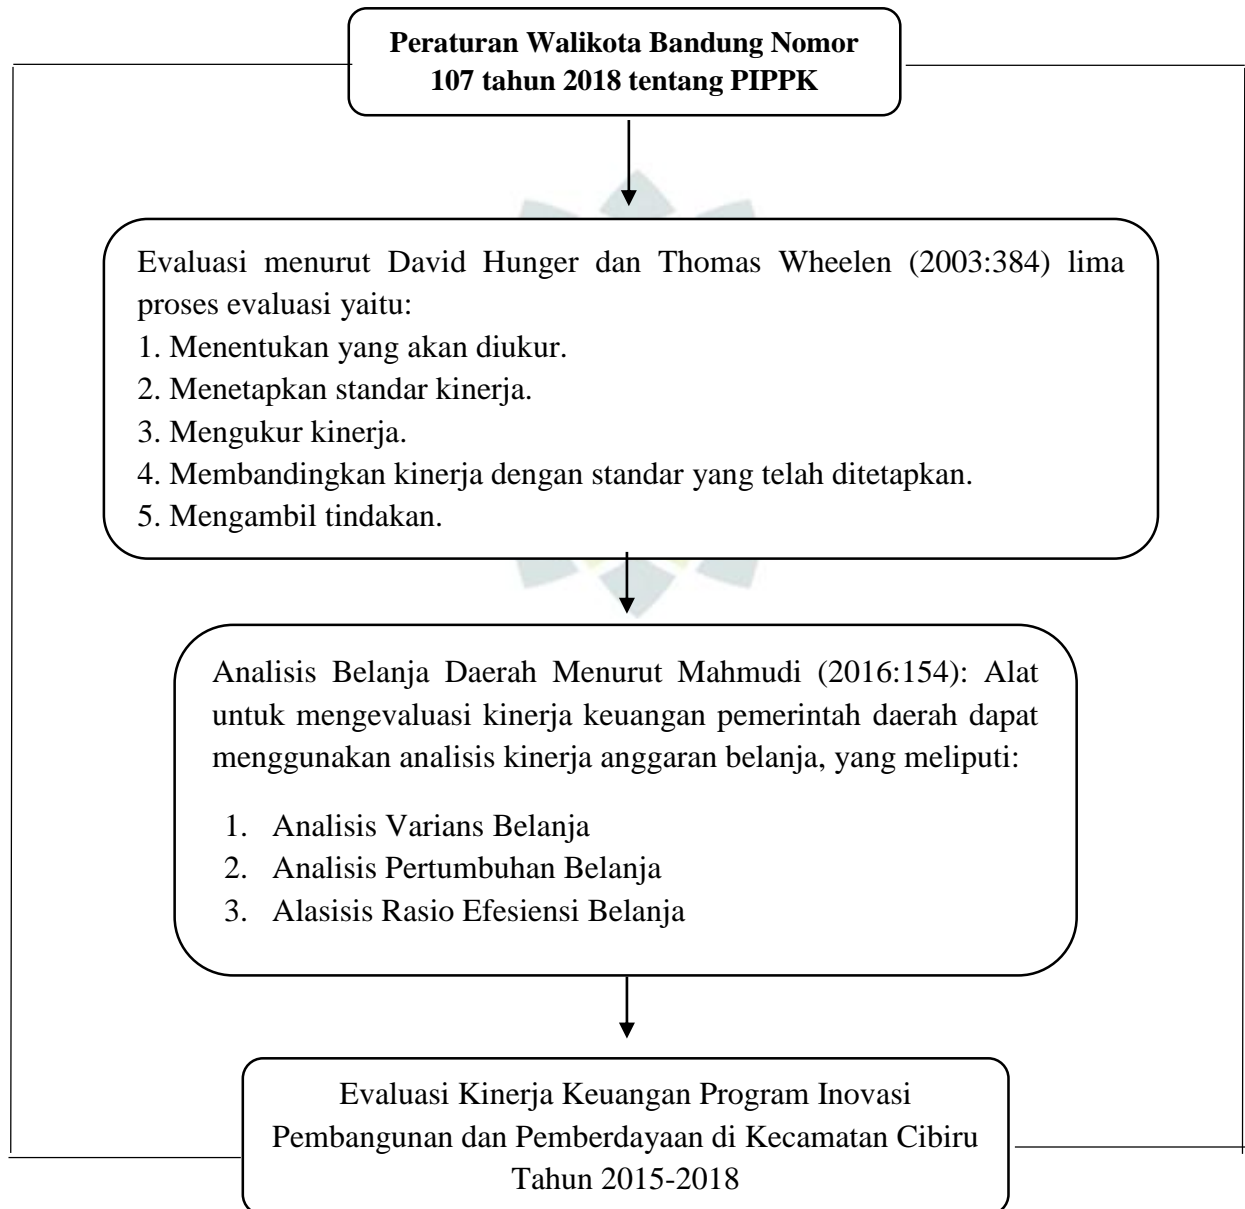 Peraturan Walikota Bandung Nomor
107 tahun 2018 tentang PIPPK
Evaluasi menurut David Hunger dan Thomas Wheelen (2003:384) lima
proses evaluasi yaitu:
1. Menentukan yang akan diukur.
2. Menetapkan standar kinerja.
3. Mengukur kinerja.
4. Membandingkan kinerja dengan standar yang telah ditetapkan.
5. Mengambil tindakan.
Analisis Belanja Daerah Menurut Mahmudi (2016:154): Alat
untuk mengevaluasi kinerja keuangan pemerintah daerah dapat
menggunakan analisis kinerja anggaran belanja, yang meliputi:
1. Analisis Varians Belanja
2. Analisis Pertumbuhan Belanja
3. Alasisis Rasio Efesiensi Belanja
Evaluasi Kinerja Keuangan Program Inovasi
Pembangunan dan Pemberdayaan di Kecamatan Cibiru
Tahun 2015-2018